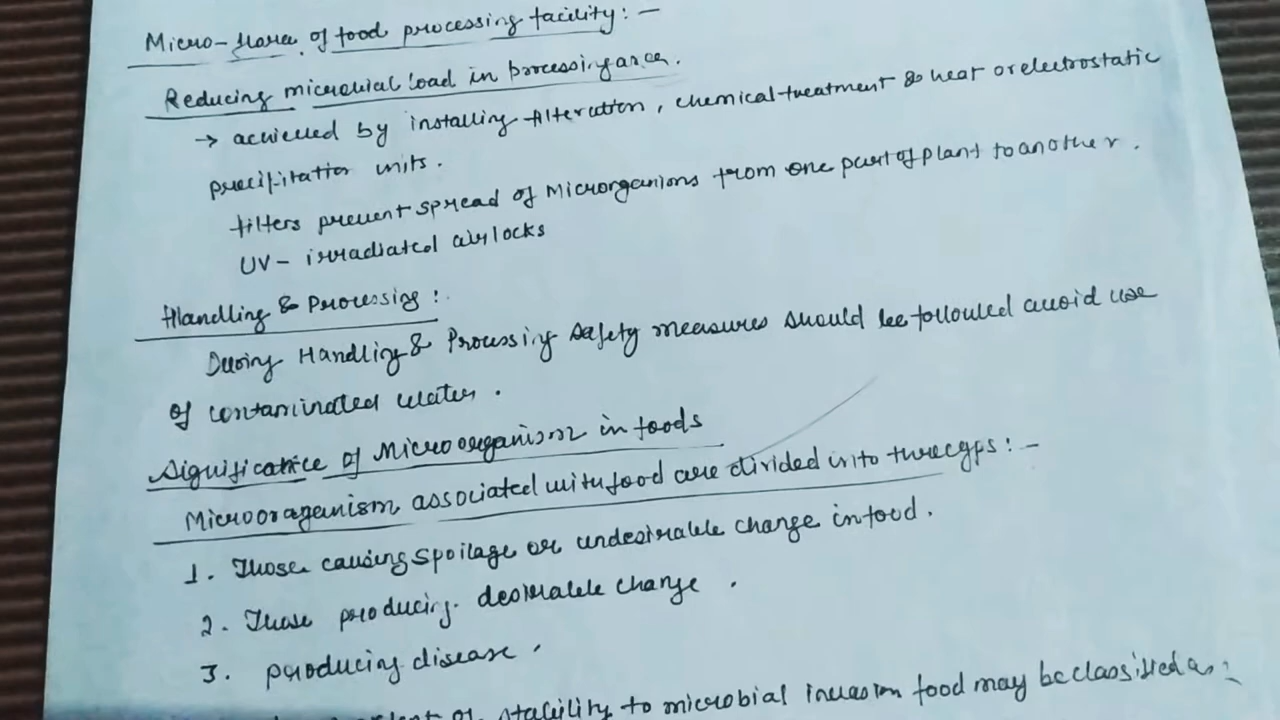 Micro-flora of food processing facility:-
Reducing microbial load in processing area.
→ achieved by installing filteration, chemical treatment & heat or electrostatic
precipitation units.
filters prevent spread of Microrganions from one part of plant to another.
UV- irradiated airlocks
Handling & Processing:
During Handling & Processing safety measures should be followed avoid use
of contaminated water.
Significance of Microorganism in foods
Microoraganism associated with food are divided into three gps:-
1. Those causing spoilage or undesirable change in food.
2. Those producing desirable change.
3. producing disease.
of stability to microbial invasion food may be classified as:-